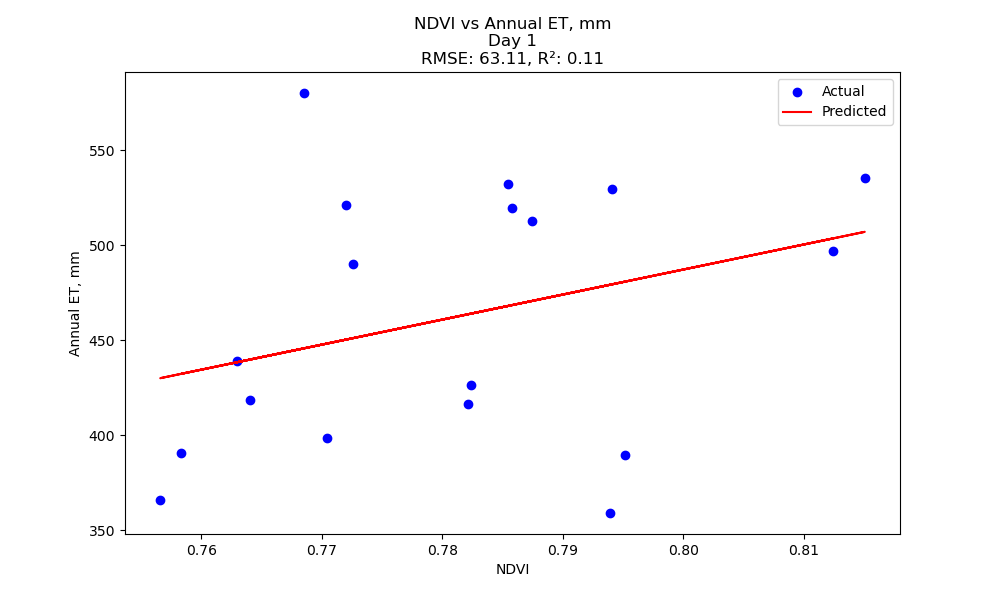 NDVI vs Annual ET, mm
Day 1
RMSE: 63.11, R²: 0.11
Actual
Predicted
550
500
450
400
350
Annual ET, mm
0.76 0.77 0.78 0.79 0.80 0.81
NDVI